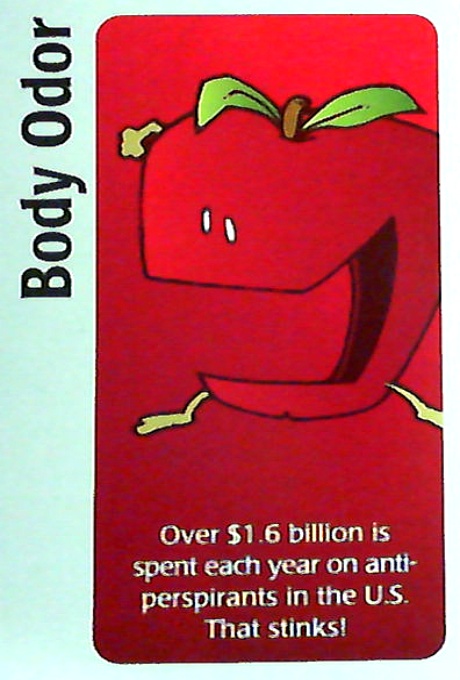 Body Odor
Over $1.6 billion is
spent each year on anti-
perspirants in the U.S.
That stinks!